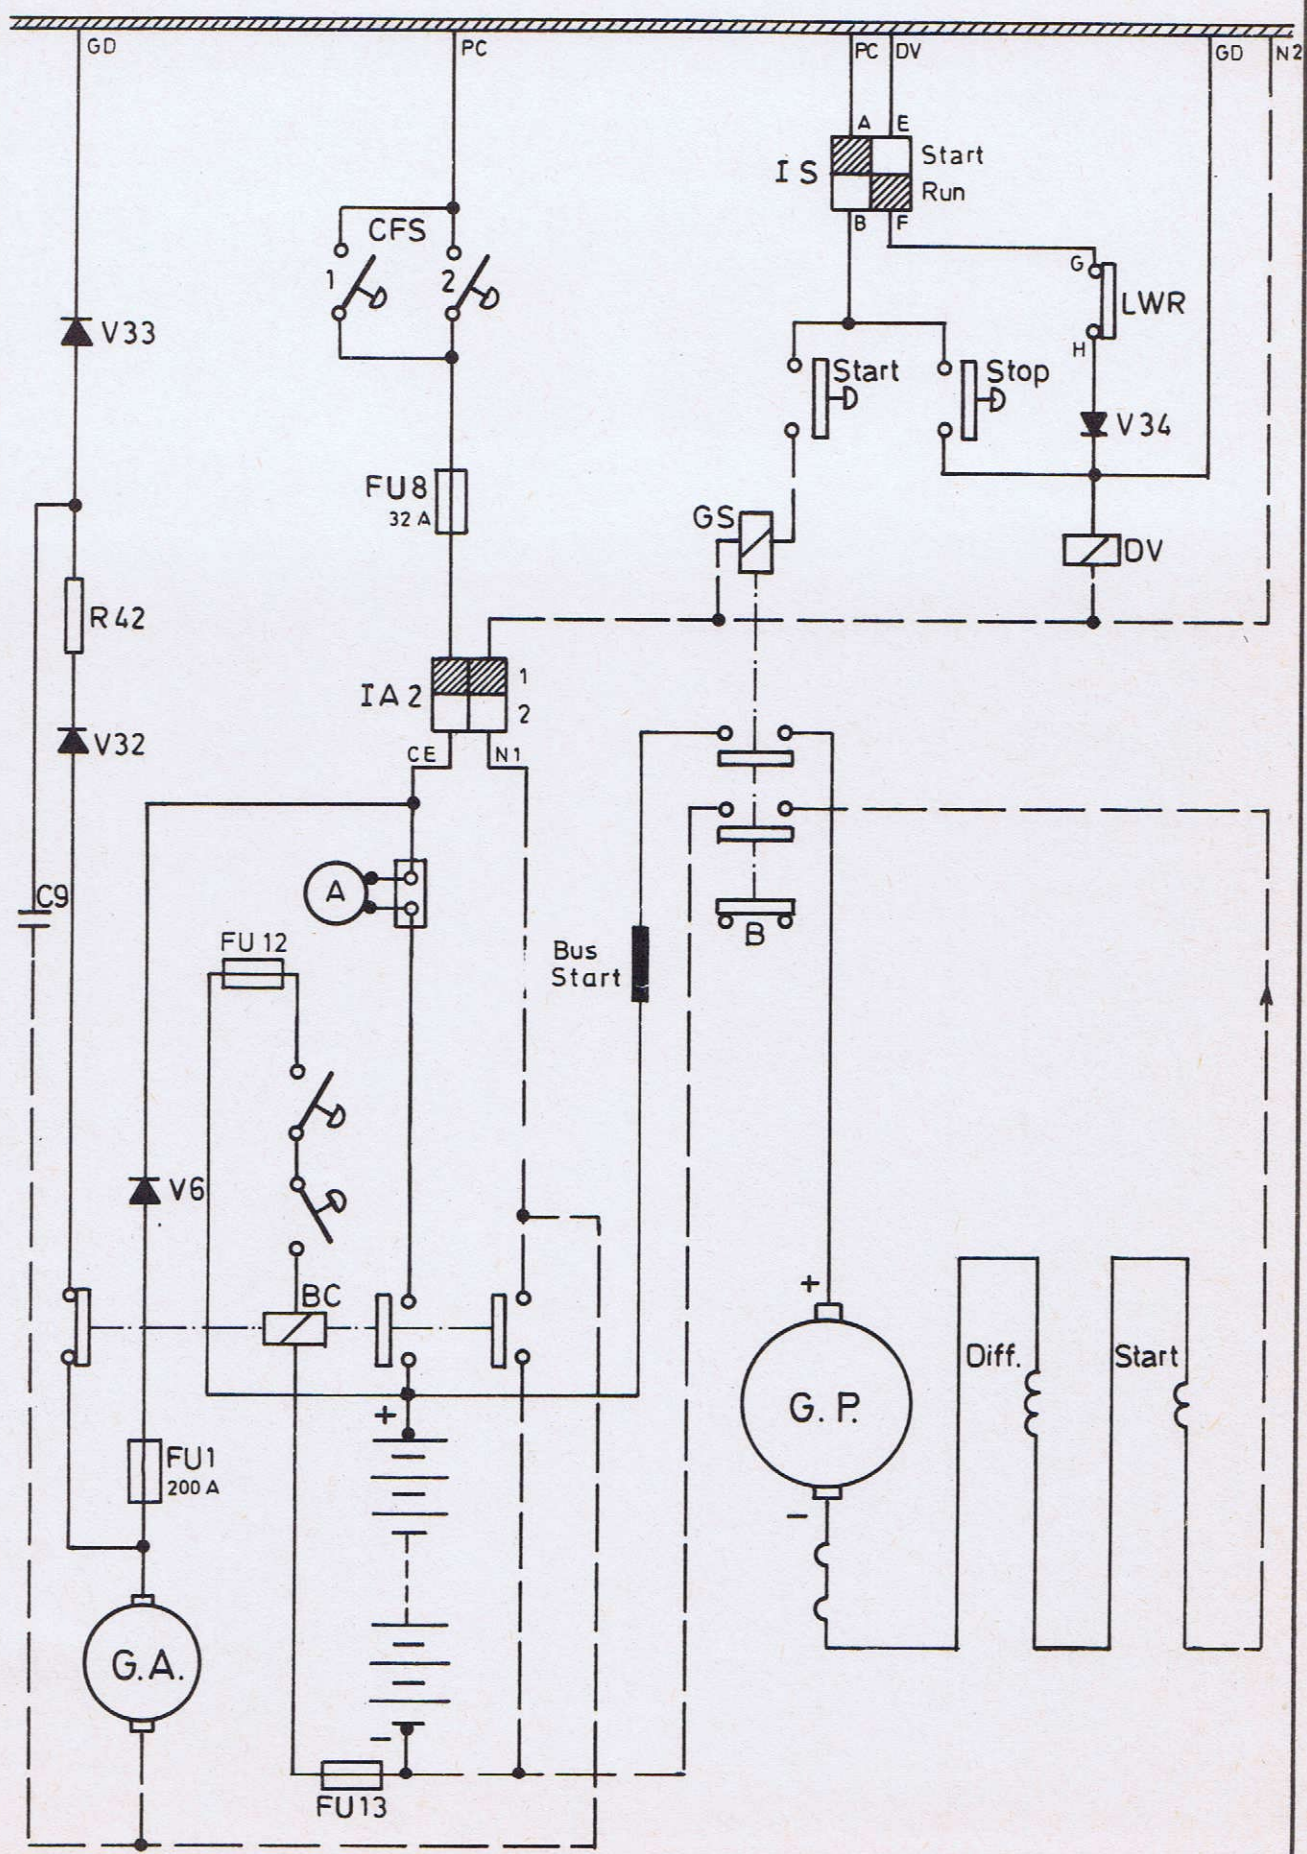 GD
PC
PC
DV
GD
N2
A
E
IS
Start
Run
B
F
CFS
1
2
G
LWR
H
V33
Start
Stop
V34
FU8
32 A
GS
DV
R42
IA2
1
2
V32
CE
N1
A
C9
FU12
Bus
Start
B
V6
BC
+
G.P.
Diff.
Start
+
-
FU1
200 A
G.A.
-
FU13